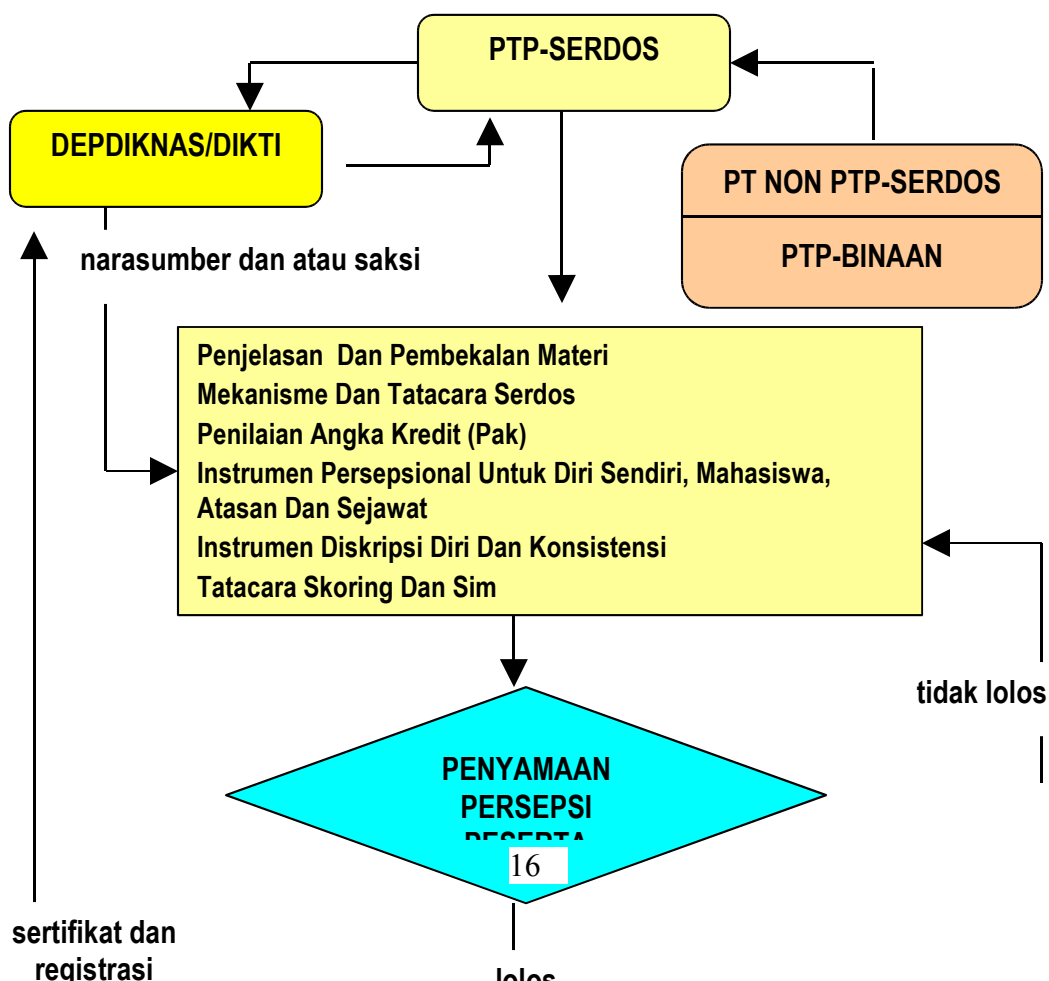 PTP-SERDOS
DEPDIKNAS/DIKTI
PT NON PTP-SERDOS
PTP-BINAAN
narasumber dan atau saksi
Penjelasan Dan Pembekalan Materi
Mekanisme Dan Tatacara Serdos
Penilaian Angka Kredit (Pak)
Instrumen Persepsional Untuk Diri Sendiri, Mahasiswa,
Atasan Dan Sejawat
Instrumen Diskripsi Diri Dan Konsistensi
Tatacara Skoring Dan Sim
tidak lolos
PENYAMAAN
PERSEPSI
PESERTA
16
sertifikat dan
registrasi
lolos